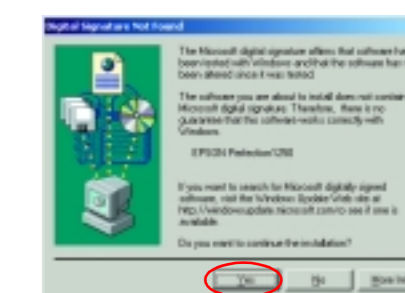 Digital Signature Not Found
The Microsoft digital signature affirms that software has
been tested with Windows and that the software has
been altered since it was tested.
The software you are about to install does not contain
Microsoft digital signature. Therefore, there is no
guarantee that this software works correctly with
Windows.
EPSON Perfection1250
If you want to search for Microsoft digitally signed
software, visit the Windows Update Web site at
http://windowsupdate.microsoft.com to see if one is
available.
Do you want to continue the installation?
Yes
No
More